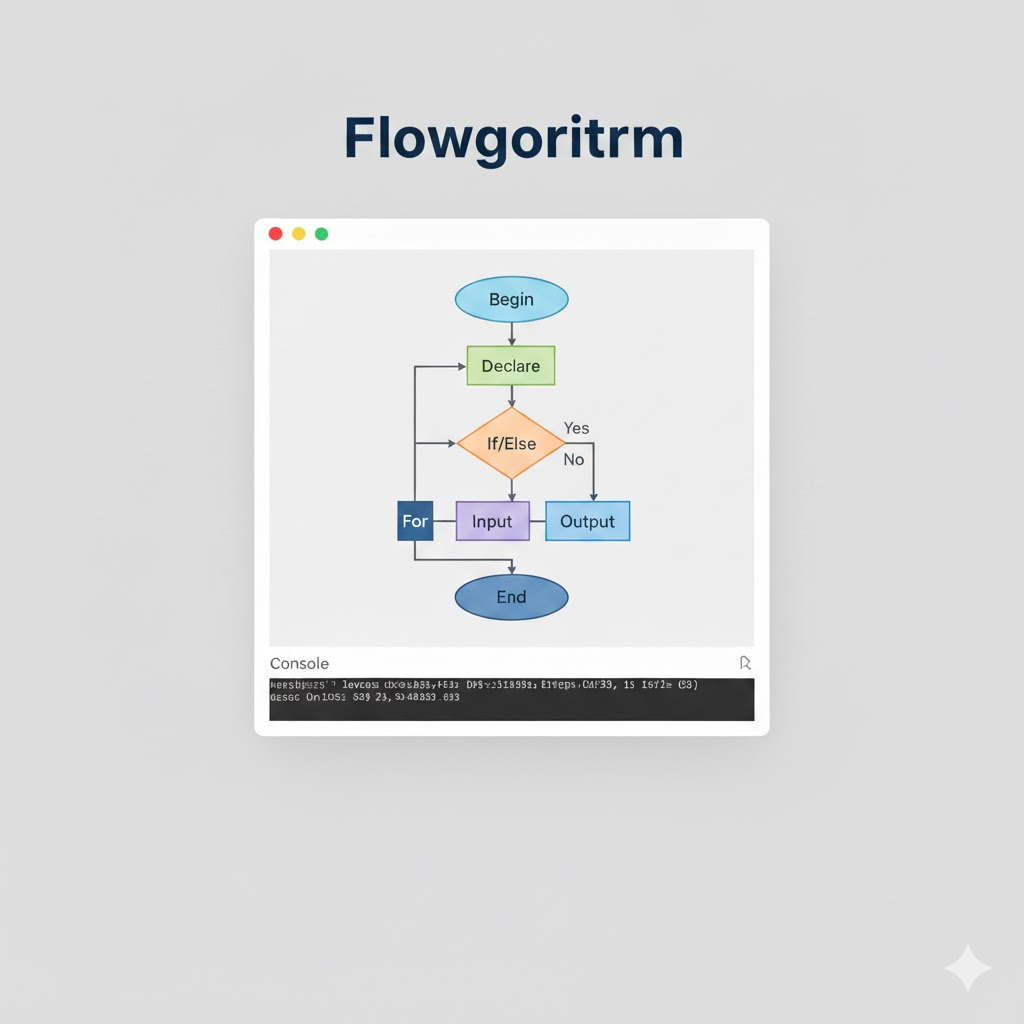 Flowgoritrm
Begin
Declare
If/Else
Yes
No
For
Input
Output
End
Console